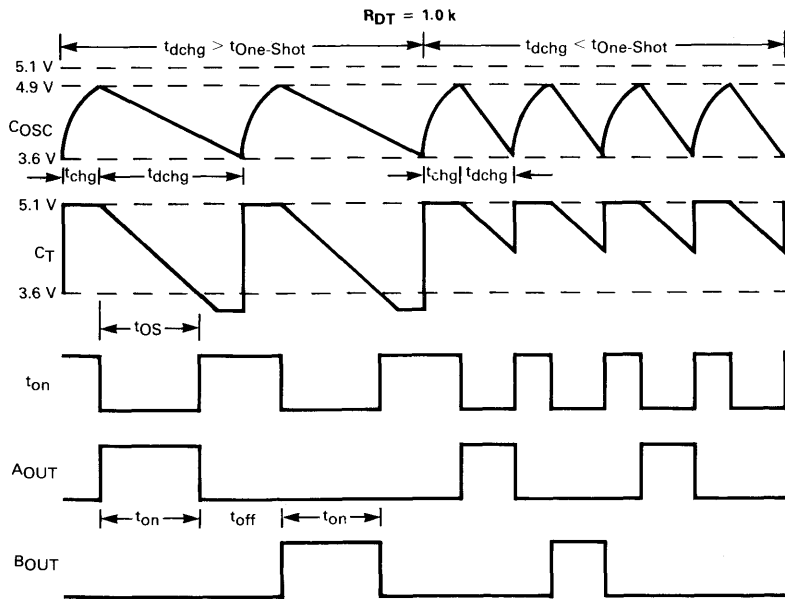 RDT = 1.0 k
tdchg > tOne-Shot
tdchg < tOne-Shot
5.1 V
4.9 V
COSC
3.6 V
tchg
tdchg
tchg
tdchg
5.1 V
CT
3.6 V
tOS
ton
AOUT
ton
toff
ton
BOUT